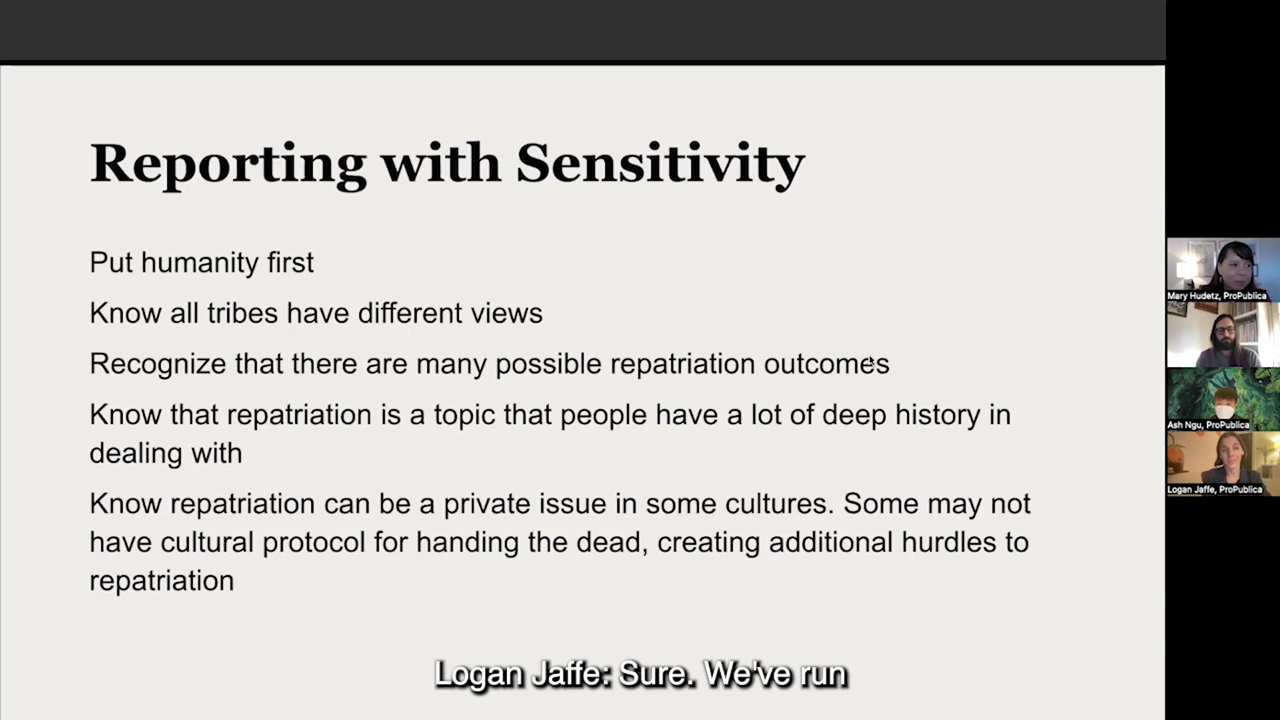 Reporting with Sensitivity
Put humanity first
Know all tribes have different views
Recognize that there are many possible repatriation outcomes
Know that repatriation is a topic that people have a lot of deep history in
dealing with
Know repatriation can be a private issue in some cultures. Some may not
have cultural protocol for handing the dead, creating additional hurdles to
repatriation
Mary Hudetz, ProPublica
Ash Ngu, ProPublica
Logan Jaffe, ProPublica
Logan Jaffe: Sure. We've run